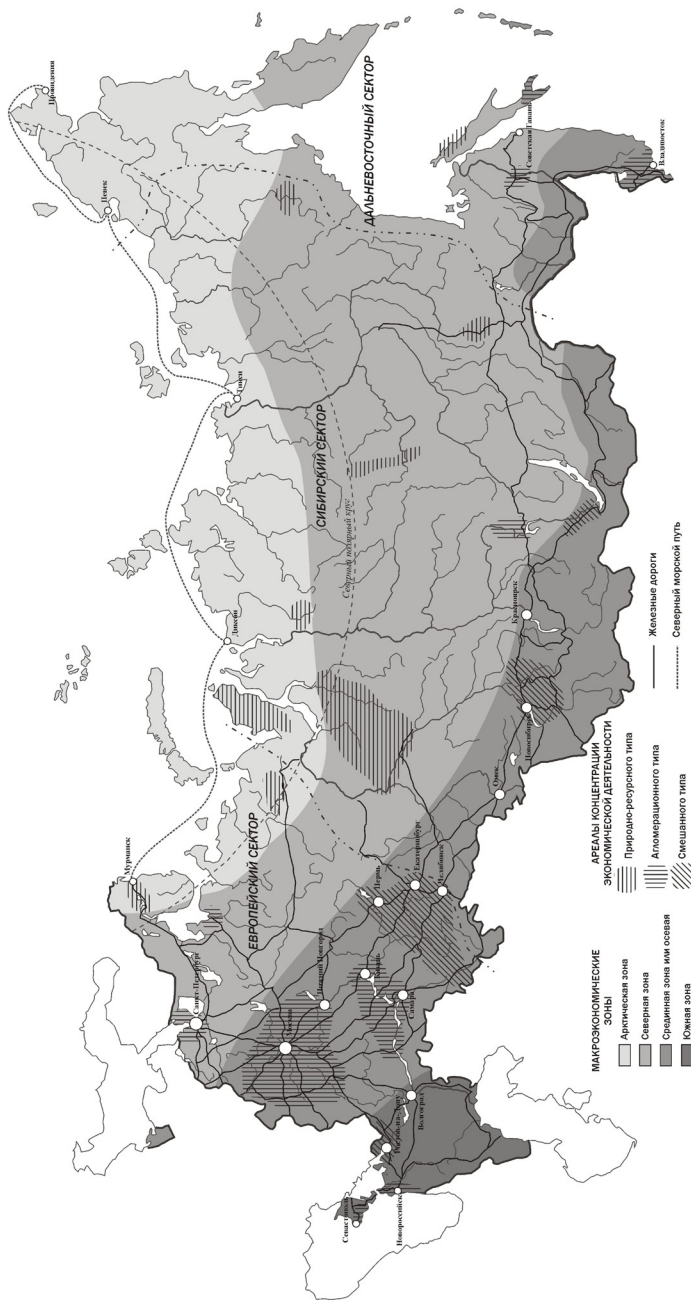 ЕВРОПЕЙСКИЙ СЕКТОР
СИБИРСКИЙ СЕКТОР
ДАЛЬНЕВОСТОЧНЫЙ СЕКТОР
Северный полярный круг
Мурманск
Диксон
Тикси
Певек
Провидения
Санкт-Петербург
Москва
Нижний Новгород
Казань
Самара
Пермь
Екатеринбург
Челябинск
Омск
Новосибирск
Красноярск
Советская Гавань
Владивосток
Севастополь
Новороссийск
Ростов-на-Дону
Волгоград
МАКРОЭКОНОМИЧЕСКИЕ
ЗОНЫ
Арктическая зона
Северная зона
Срединная зона или осевая
Южная зона
АРЕАЛЫ КОНЦЕНТРАЦИИ
ЭКОНОМИЧЕСКОЙ ДЕЯТЕЛЬНОСТИ
Природно-ресурсного типа
Агломерационного типа
Смешанного типа
Железные дороги
Северный морской путь